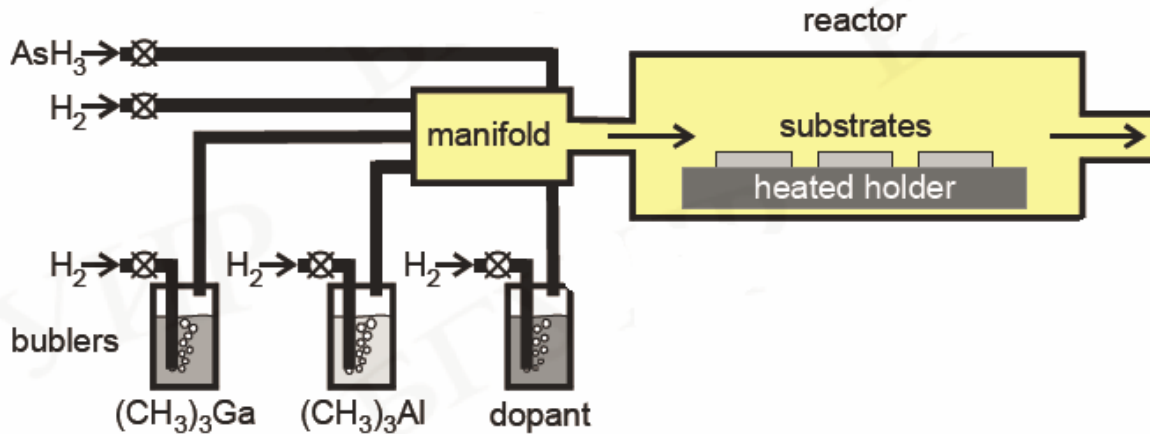 reactor
AsH₃
H₂
manifold
substrates
heated holder
H₂
H₂
H₂
bublers
(CH₃)₃Ga
(CH₃)₃Al
dopant